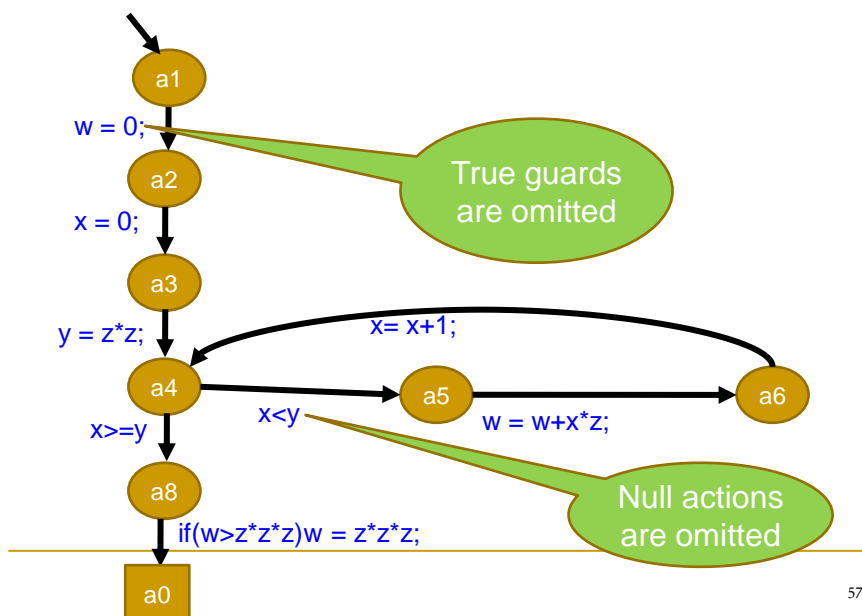 a1
w = 0;
True guards
are omitted
a2
x = 0;
a3
y = z*z;
x= x+1;
a4
a5
a6
x>=y
x<y
w = w+x*z;
a8
Null actions
are omitted
if(w>z*z*z)w = z*z*z;
a0
57